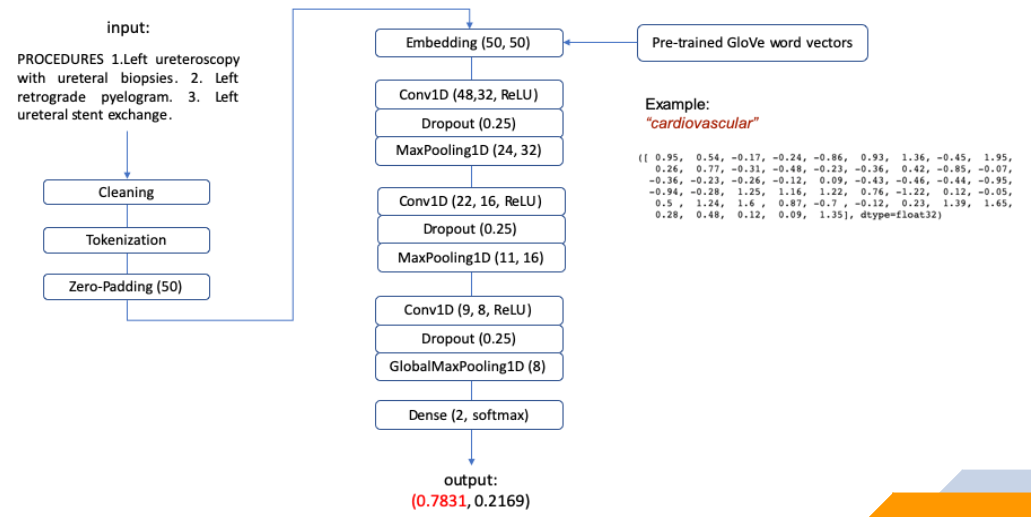 input:
PROCEDURES 1.Left ureteroscopy
with ureteral biopsies. 2. Left
retrograde pyelogram. 3. Left
ureteral stent exchange.
Cleaning
Tokenization
Zero-Padding (50)
Embedding (50, 50)
Pre-trained GloVe word vectors
Conv1D (48,32, ReLU)
Dropout (0.25)
MaxPooling1D (24, 32)
Conv1D (22, 16, ReLU)
Dropout (0.25)
MaxPooling1D (11, 16)
Conv1D (9, 8, ReLU)
Dropout (0.25)
GlobalMaxPooling1D (8)
Dense (2, softmax)
output:
(0.7831, 0.2169)
Example:
“cardiovascular”
([ 0.95, 0.54, -0.17, -0.24, -0.86, 0.93, 1.36, -0.45, 1.95,
0.26, 0.77, -0.31, -0.48, -0.23, -0.36, 0.42, -0.85, -0.07,
-0.36, -0.23, -0.26, -0.12, 0.09, -0.43, -0.46, -0.44, -0.95,
-0.94, -0.28, 1.25, 1.16, 1.22, 0.76, -1.22, 0.12, -0.05,
0.5 , 1.24, 1.6 , 0.87, -0.7 , -0.12, 0.23, 1.39, 1.65,
0.28, 0.48, 0.12, 0.09, 1.35], dtype=float32)